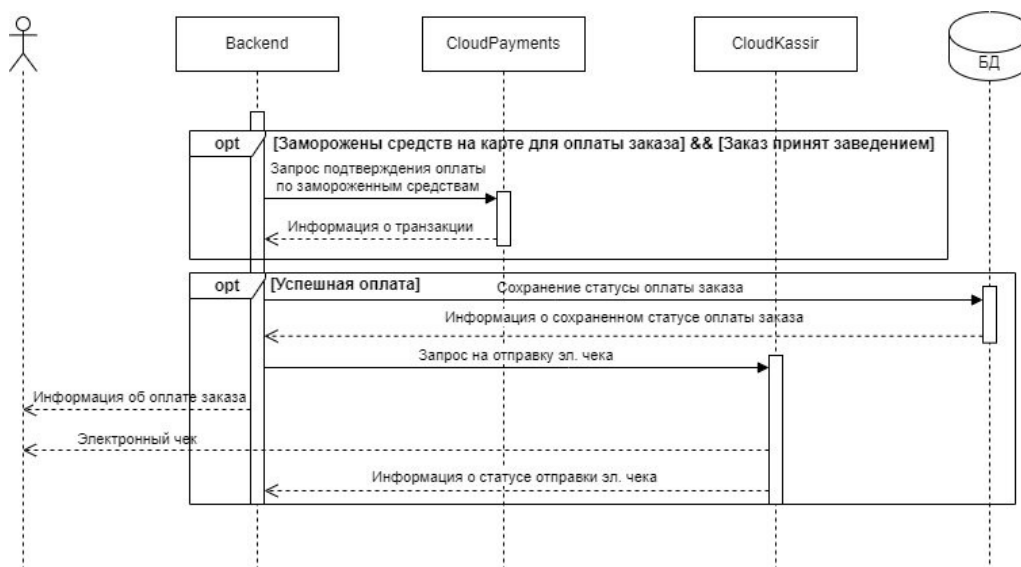 Backend
CloudPayments
CloudKassir
БД
opt
[Заморожены средств на карте для оплаты заказа] && [Заказ принят заведением]
Запрос подтверждения оплаты
по замороженным средствам
Информация о транзакции
opt
[Успешная оплата]
Сохранение статусы оплаты заказа
Информация о сохраненном статусе оплаты заказа
Запрос на отправку эл. чека
Информация об оплате заказа
Электронный чек
Информация о статусе отправки эл. чека